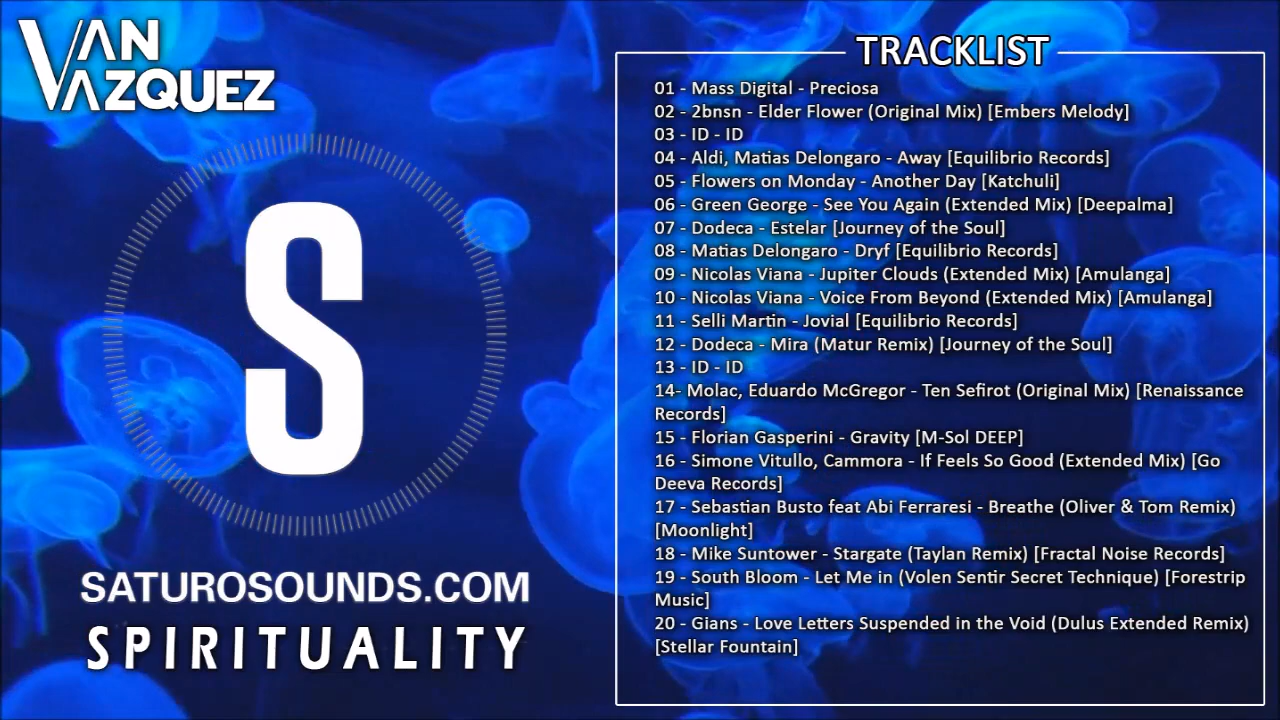 VAN
VAZQUEZ
S
SATUROSOUNDS.COM
SPIRITUALITY
TRACKLIST
01 - Mass Digital - Preciosa
02 - 2bnsn - Elder Flower (Original Mix) [Embers Melody]
03 - ID - ID
04 - Aldi, Matias Delongaro - Away [Equilibrio Records]
05 - Flowers on Monday - Another Day [Katchuli]
06 - Green George - See You Again (Extended Mix) [Deepalma]
07 - Dodeca - Estelar [Journey of the Soul]
08 - Matias Delongaro - Dryf [Equilibrio Records]
09 - Nicolas Viana - Jupiter Clouds (Extended Mix) [Amulanga]
10 - Nicolas Viana - Voice From Beyond (Extended Mix) [Amulanga]
11 - Selli Martin - Jovial [Equilibrio Records]
12 - Dodeca - Mira (Matur Remix) [Journey of the Soul]
13 - ID - ID
14- Molac, Eduardo McGregor - Ten Sefirot (Original Mix) [Renaissance
Records]
15 - Florian Gasperini - Gravity [M-Sol DEEP]
16 - Simone Vitullo, Cammora - If Feels So Good (Extended Mix) [Go
Deeva Records]
17 - Sebastian Busto feat Abi Ferraresi - Breathe (Oliver & Tom Remix)
[Moonlight]
18 - Mike Suntower - Stargate (Taylan Remix) [Fractal Noise Records]
19 - South Bloom - Let Me in (Volen Sentir Secret Technique) [Forestrip
Music]
20 - Gians - Love Letters Suspended in the Void (Dulus Extended Remix)
[Stellar Fountain]